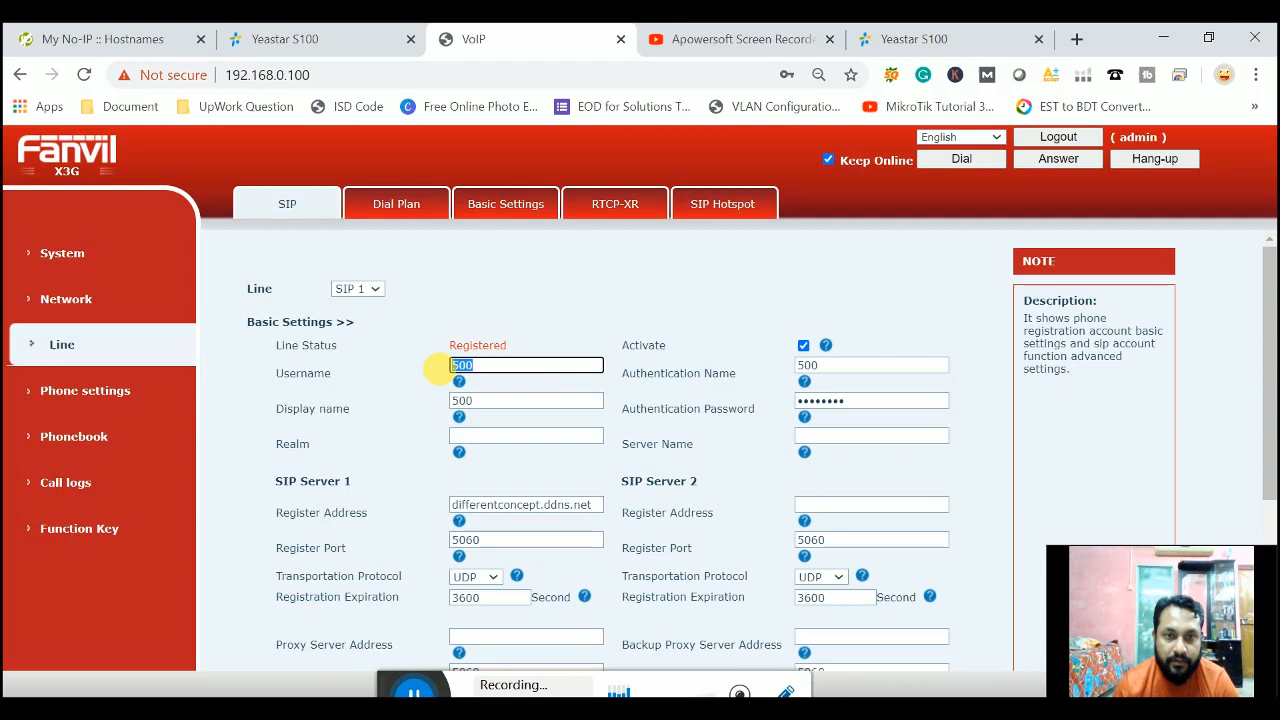 My No-IP :: Hostnames
Yeastar S100
VoIP
Apowersoft Screen Record
Yeastar S100
Not secure
192.168.0.100
Apps
Document
UpWork Question
ISD Code
Free Online Photo E...
EOD for Solutions T...
VLAN Configuratio...
MikroTik Tutorial 3...
EST to BDT Convert...
»
Fanvil
X3G
English
Logout
( admin )
Keep Online
Dial
Answer
Hang-up
SIP
Dial Plan
Basic Settings
RTCP-XR
SIP Hotspot
System
Network
Line
Phone settings
Phonebook
Call logs
Function Key
Line
SIP 1
Basic Settings >>
Line Status
Registered
Activate
Username
500
Authentication Name
500
Display name
500
Authentication Password
••••••••
Realm
Server Name
SIP Server 1
SIP Server 2
Register Address
differentconcept.ddns.net
Register Address
Register Port
5060
Register Port
5060
Transportation Protocol
UDP
Transportation Protocol
UDP
Registration Expiration
3600
Second
Registration Expiration
3600
Second
Proxy Server Address
Backup Proxy Server Address
NOTE
Description:
It shows phone
registration account basic
settings and sip account
function advanced
settings.
Recording...